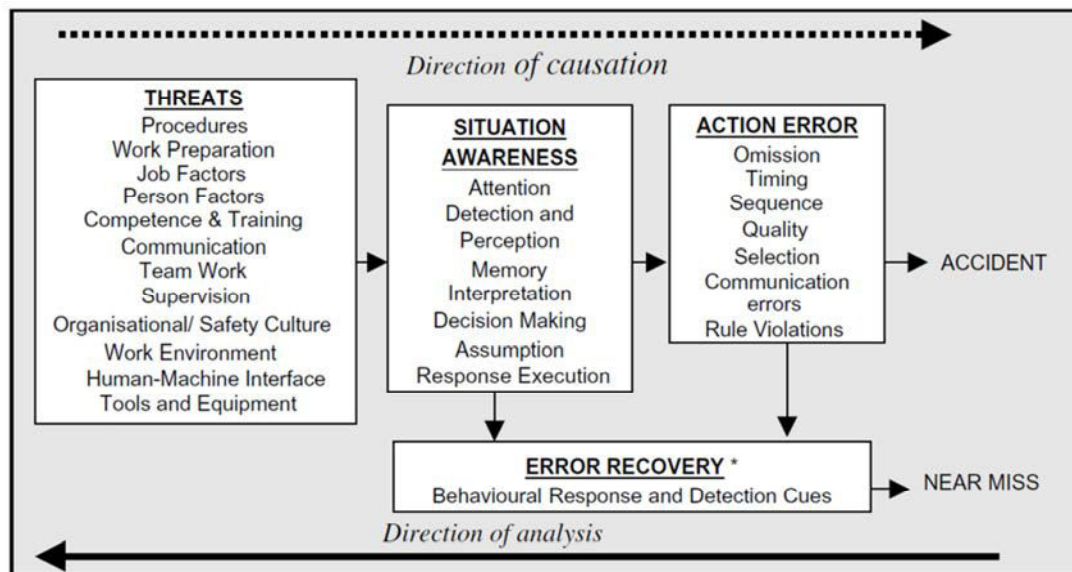 Direction of causation
THREATS
Procedures
Work Preparation
Job Factors
Person Factors
Competence & Training
Communication
Team Work
Supervision
Organisational/ Safety Culture
Work Environment
Human-Machine Interface
Tools and Equipment
SITUATION
AWARENESS
Attention
Detection and
Perception
Memory
Interpretation
Decision Making
Assumption
Response Execution
ACTION ERROR
Omission
Timing
Sequence
Quality
Selection
Communication
errors
Rule Violations
ACCIDENT
ERROR RECOVERY *
Behavioural Response and Detection Cues
NEAR MISS
Direction of analysis